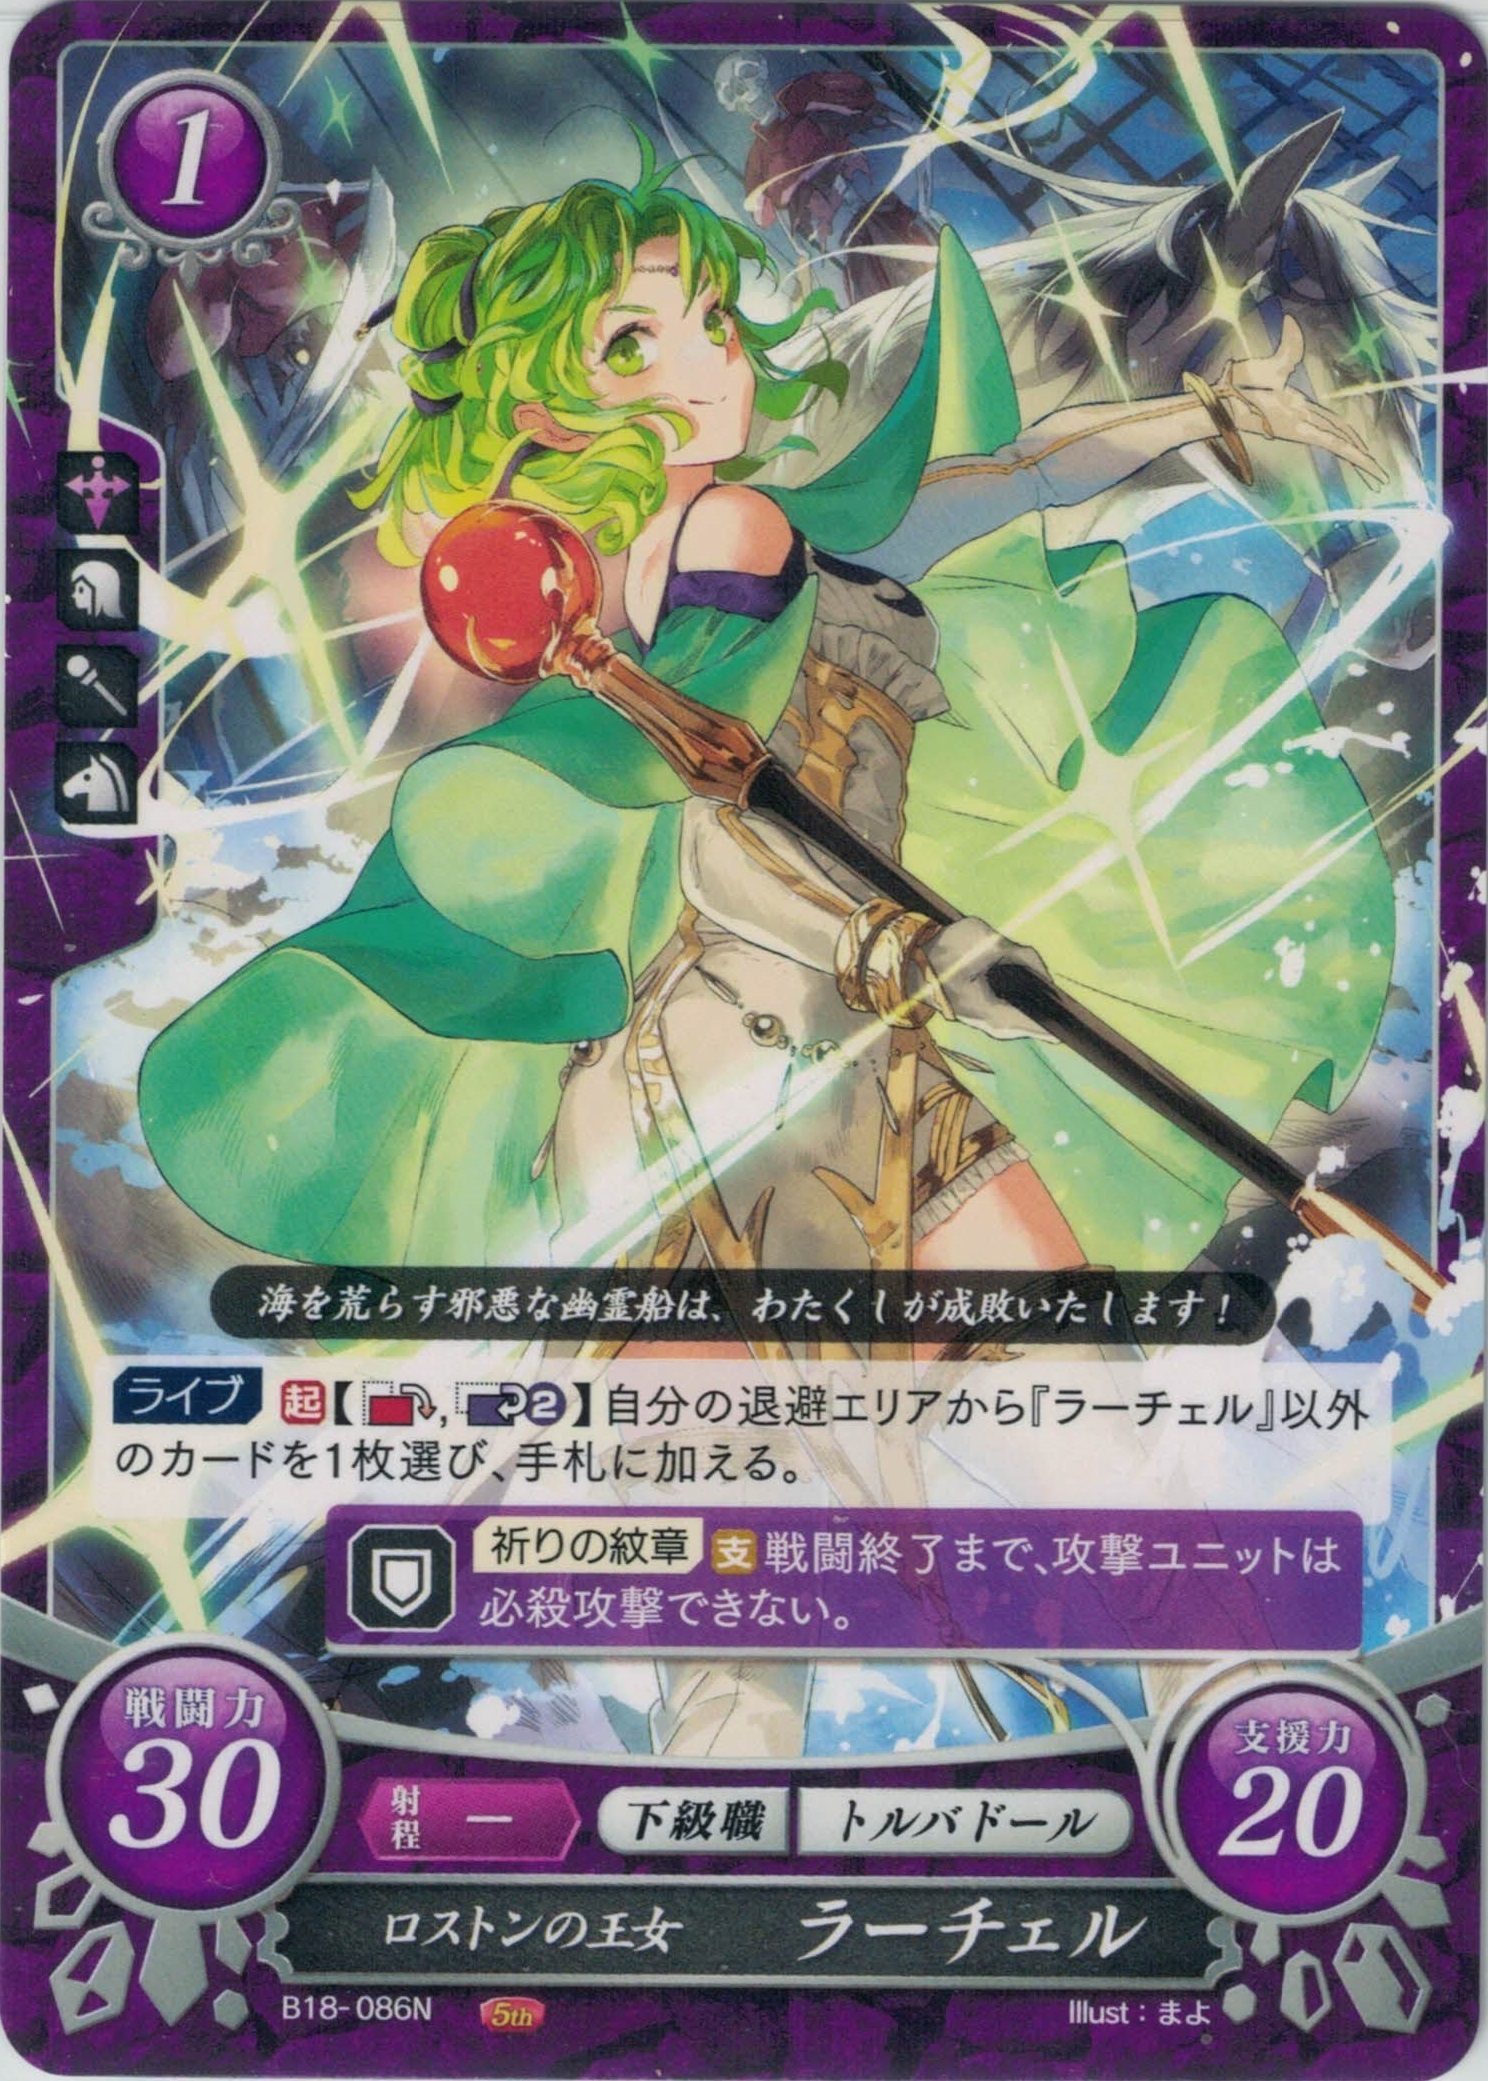 1
海を荒らす邪悪な幽霊船は、わたくしが成敗いたします!
ライブ 起【 , 2】自分の退避エリアから『ラーチェル』以外
のカードを1枚選び、手札に加える。
祈りの紋章 支 戦闘終了まで、攻撃ユニットは
必殺攻撃できない。
戦闘力
30
射程 ー
下級職 トルバドール
支援力
20
ロストンの王女 ラーチェル
B18-086N 5th Illust:まよ